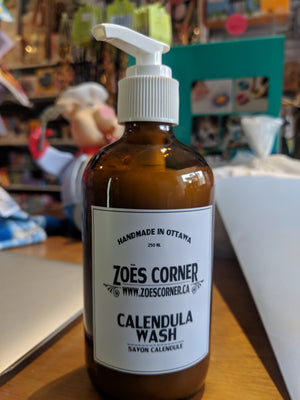 HANDMADE IN OTTAWA
250 ML
ZOËS CORNER
WWW.ZOESCORNER.CA
CALENDULA
WASH
SAVON CALENDULE